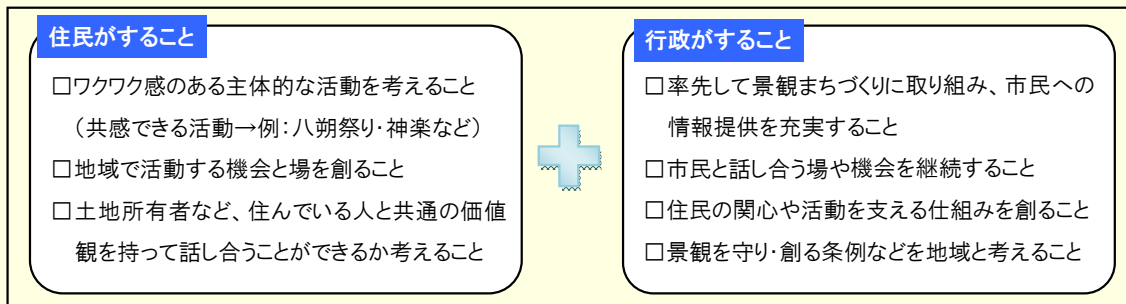 住民がすること
□ワクワク感のある主体的な活動を考えること
（共感できる活動→例：八朔祭り・神楽など）
□地域で活動する機会と場を創ること
□土地所有者など、住んでいる人と共通の価値
観を持って話し合うことができるか考えること
行政がすること
□率先して景観まちづくりに取り組み、市民への
情報提供を充実すること
□市民と話し合う場や機会を継続すること
□住民の関心や活動を支える仕組みを創ること
□景観を守り・創る条例などを地域と考えること